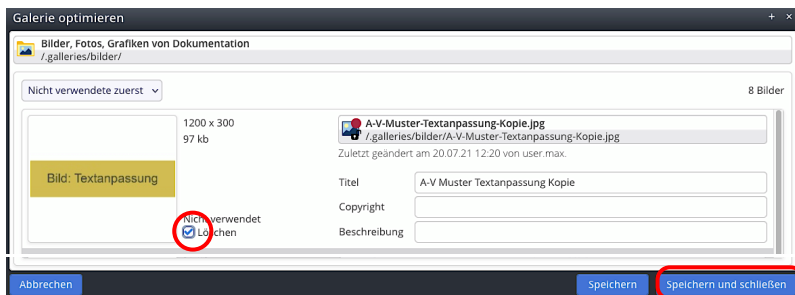 Galerie optimieren
Bilder, Fotos, Grafiken von Dokumentation
/.galleries/bilder/
Nicht verwendete zuerst
8 Bilder
1200 x 300
97 kb
Bild: Textanpassung
Nicht verwendet
Löschen
A-V-Muster-Textanpassung-Kopie.jpg
/.galleries/bilder/A-V-Muster-Textanpassung-Kopie.jpg
Zuletzt geändert am 20.07.21 12:20 von user.max.
Titel A-V Muster Textanpassung Kopie
Copyright
Beschreibung
Abbrechen
Speichern
Speichern und schließen